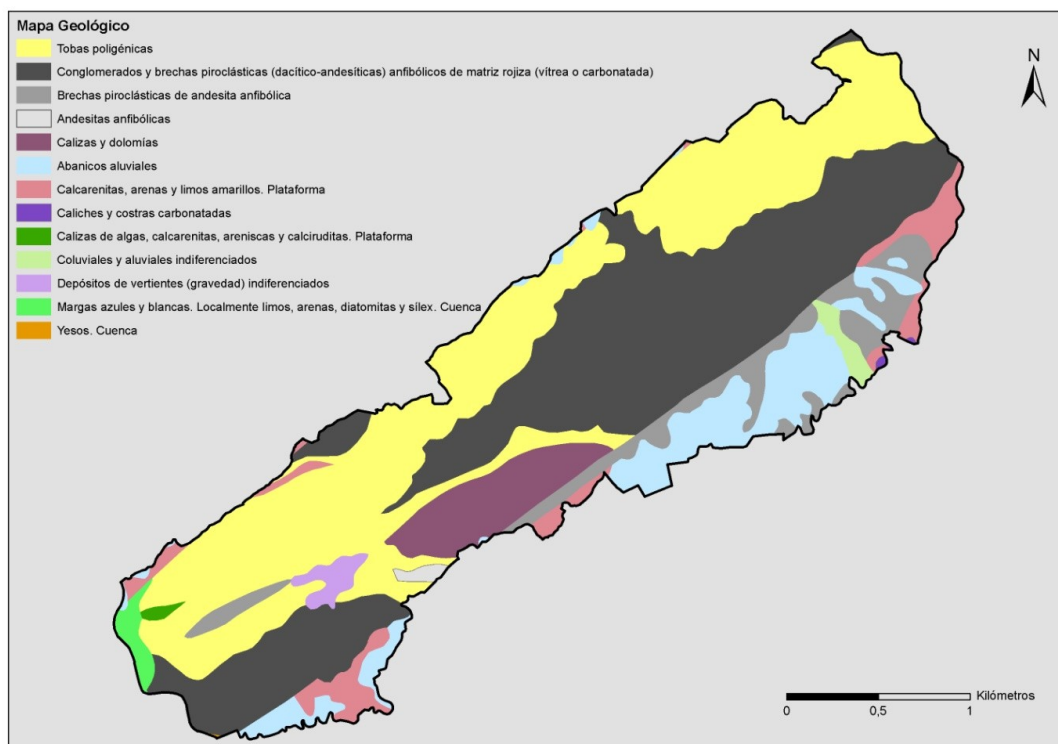 Mapa Geológico
Tobas poligénicas
Conglomerados y brechas piroclásticas (dacítico-andesíticas) anfibólicos de matriz rojiza (vítrea o carbonatada)
Brechas piroclásticas de andesita anfibólica
Andesitas anfibólicas
Calizas y dolomías
Abanicos aluviales
Calcarenitas, arenas y limos amarillos. Plataforma
Caliches y costras carbonatadas
Calizas de algas, calcarenitas, areniscas y calciruditas. Plataforma
Coluviales y aluviales indiferenciados
Depósitos de vertientes (gravedad) indiferenciados
Margas azules y blancas. Localmente limos, arenas, diatomitas y sílex. Cuenca
Yesos. Cuenca
N
Kilómetros
0 0,5 1